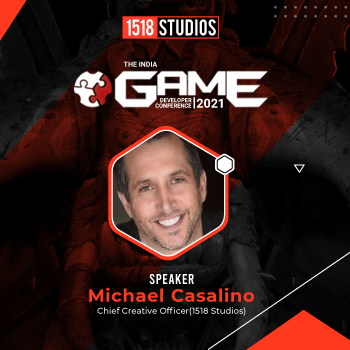 1518 STUDIOS
THE INDIA
GAME
DEVELOPER
CONFERENCE
2021
SPEAKER
Michael Casalino
Chief Creative Officer(1518 Studios)